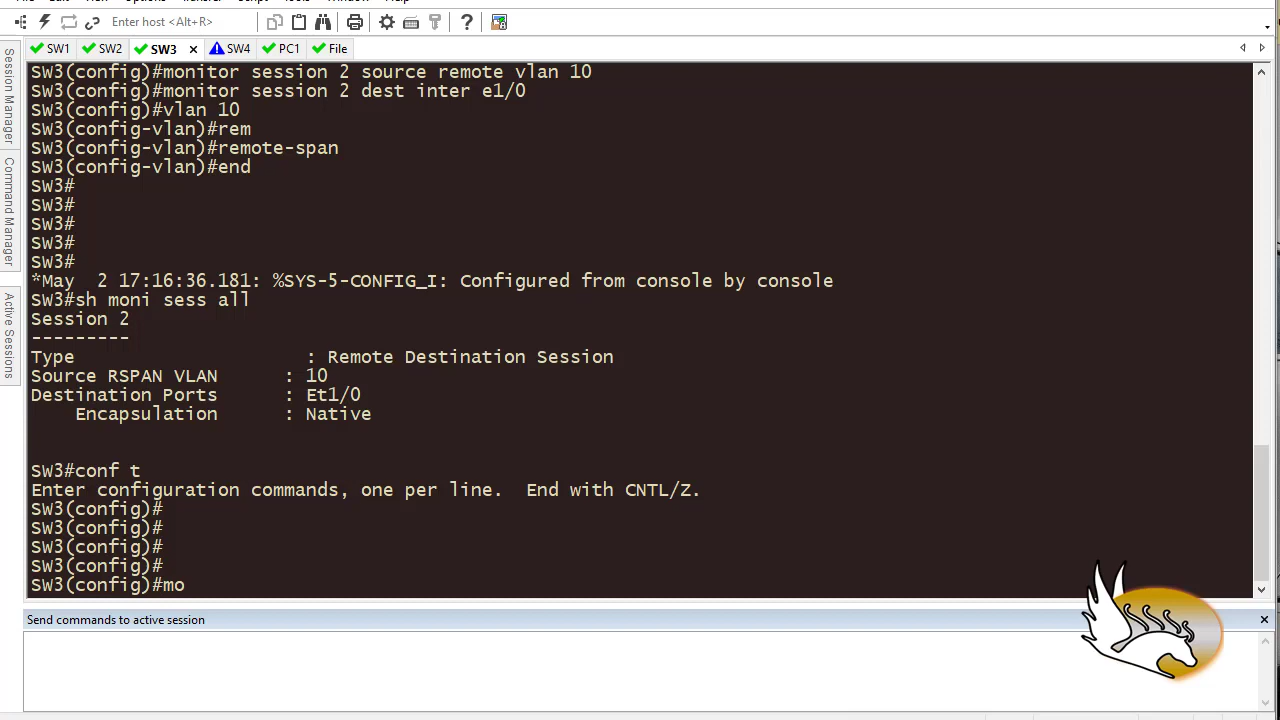 Enter host <Alt+R>
Session Manager
Command Manager
Active Sessions
SW1
SW2
SW3
SW4
PC1
File
SW3(config)#monitor session 2 source remote vlan 10
SW3(config)#monitor session 2 dest inter e1/0
SW3(config)#vlan 10
SW3(config-vlan)#rem
SW3(config-vlan)#remote-span
SW3(config-vlan)#end
SW3#
SW3#
SW3#
SW3#
SW3#
*May  2 17:16:36.181: %SYS-5-CONFIG_I: Configured from console by console
SW3#sh moni sess all
Session 2
---------
Type                     : Remote Destination Session
Source RSPAN VLAN      : 10
Destination Ports      : Et1/0
    Encapsulation      : Native
SW3#conf t
Enter configuration commands, one per line.  End with CNTL/Z.
SW3(config)#
SW3(config)#
SW3(config)#
SW3(config)#
SW3(config)#mo
Send commands to active session